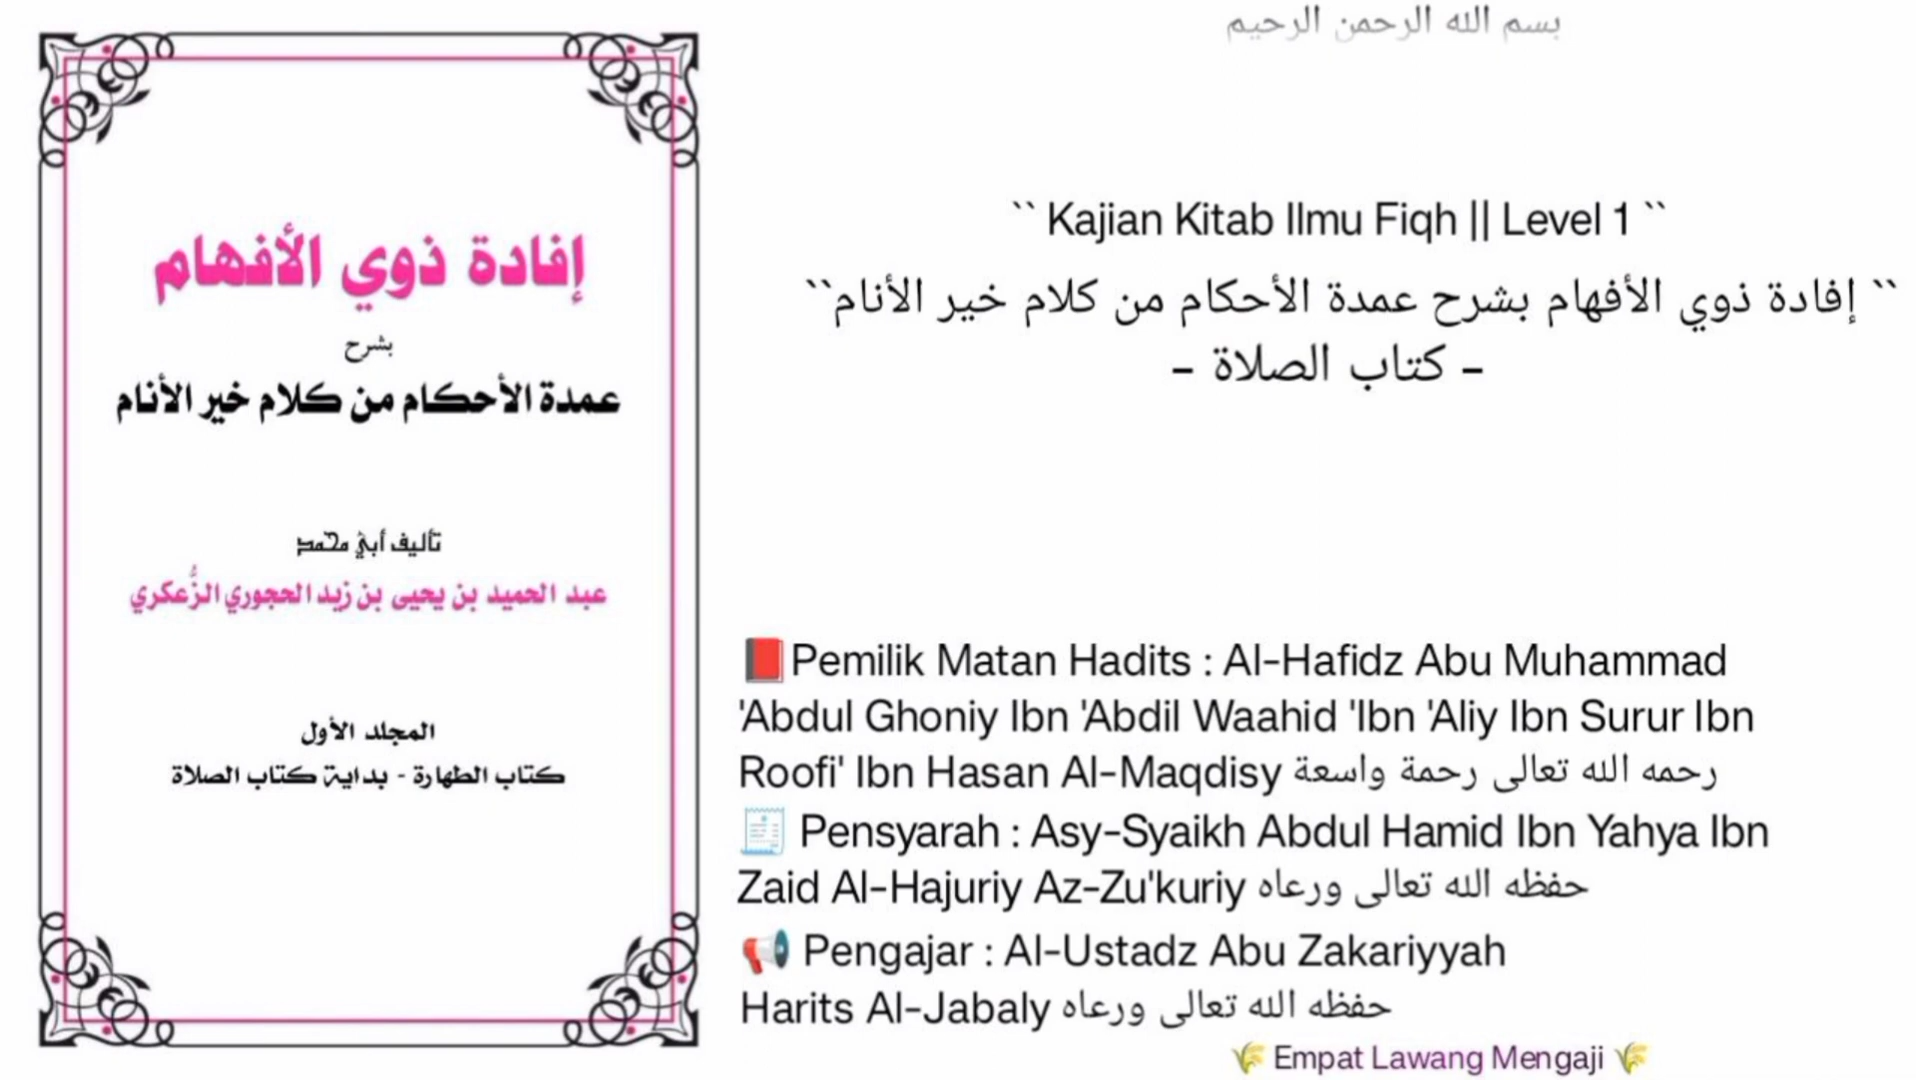 إفادة ذوي الأفهام
بشرح
عمدة الأحكام من كلام خير الأنام
تأليف أبي محمد
عبد الحميد بن يحيى بن زيد الحجوري الزُّعكري
المجلد الأول
كتاب الطهارة - بداية كتاب الصلاة
بسم الله الرحمن الرحيم
`` Kajian Kitab Ilmu Fiqh || Level 1 ``
`` إفادة ذوي الأفهام بشرح عمدة الأحكام من كلام خير الأنام``
– كتاب الصلاة –
📕Pemilik Matan Hadits : Al-Hafidz Abu Muhammad
'Abdul Ghoniy Ibn 'Abdil Waahid 'Ibn 'Aliy Ibn Surur Ibn
Roofi' Ibn Hasan Al-Maqdisy رحمه الله تعالى رحمة واسعة
🧾 Pensyarah : Asy-Syaikh Abdul Hamid Ibn Yahya Ibn
Zaid Al-Hajuriy Az-Zu'kuriy حفظه الله تعالى ورعاه
📢 Pengajar : Al-Ustadz Abu Zakariyyah
Harits Al-Jabaly حفظه الله تعالى ورعاه
🌾 Empat Lawang Mengaji 🌾